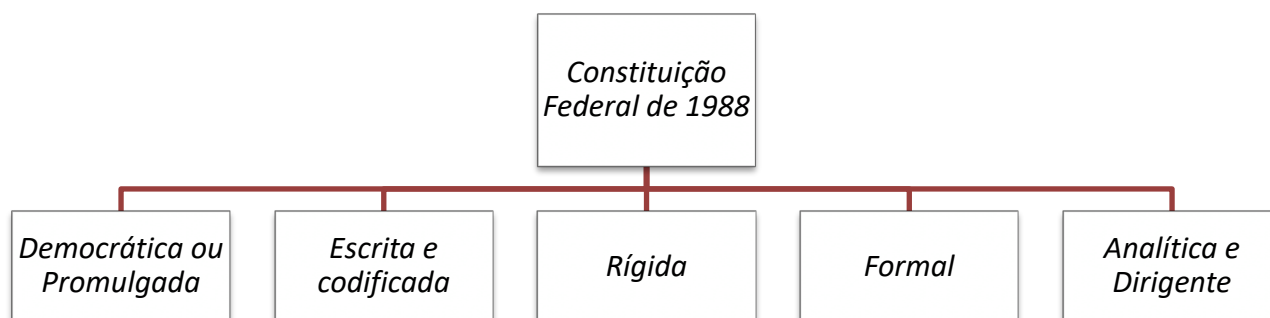 Constituição
Federal de 1988
Democrática ou
Promulgada
Escrita e
codificada
Rígida
Formal
Analítica e
Dirigente